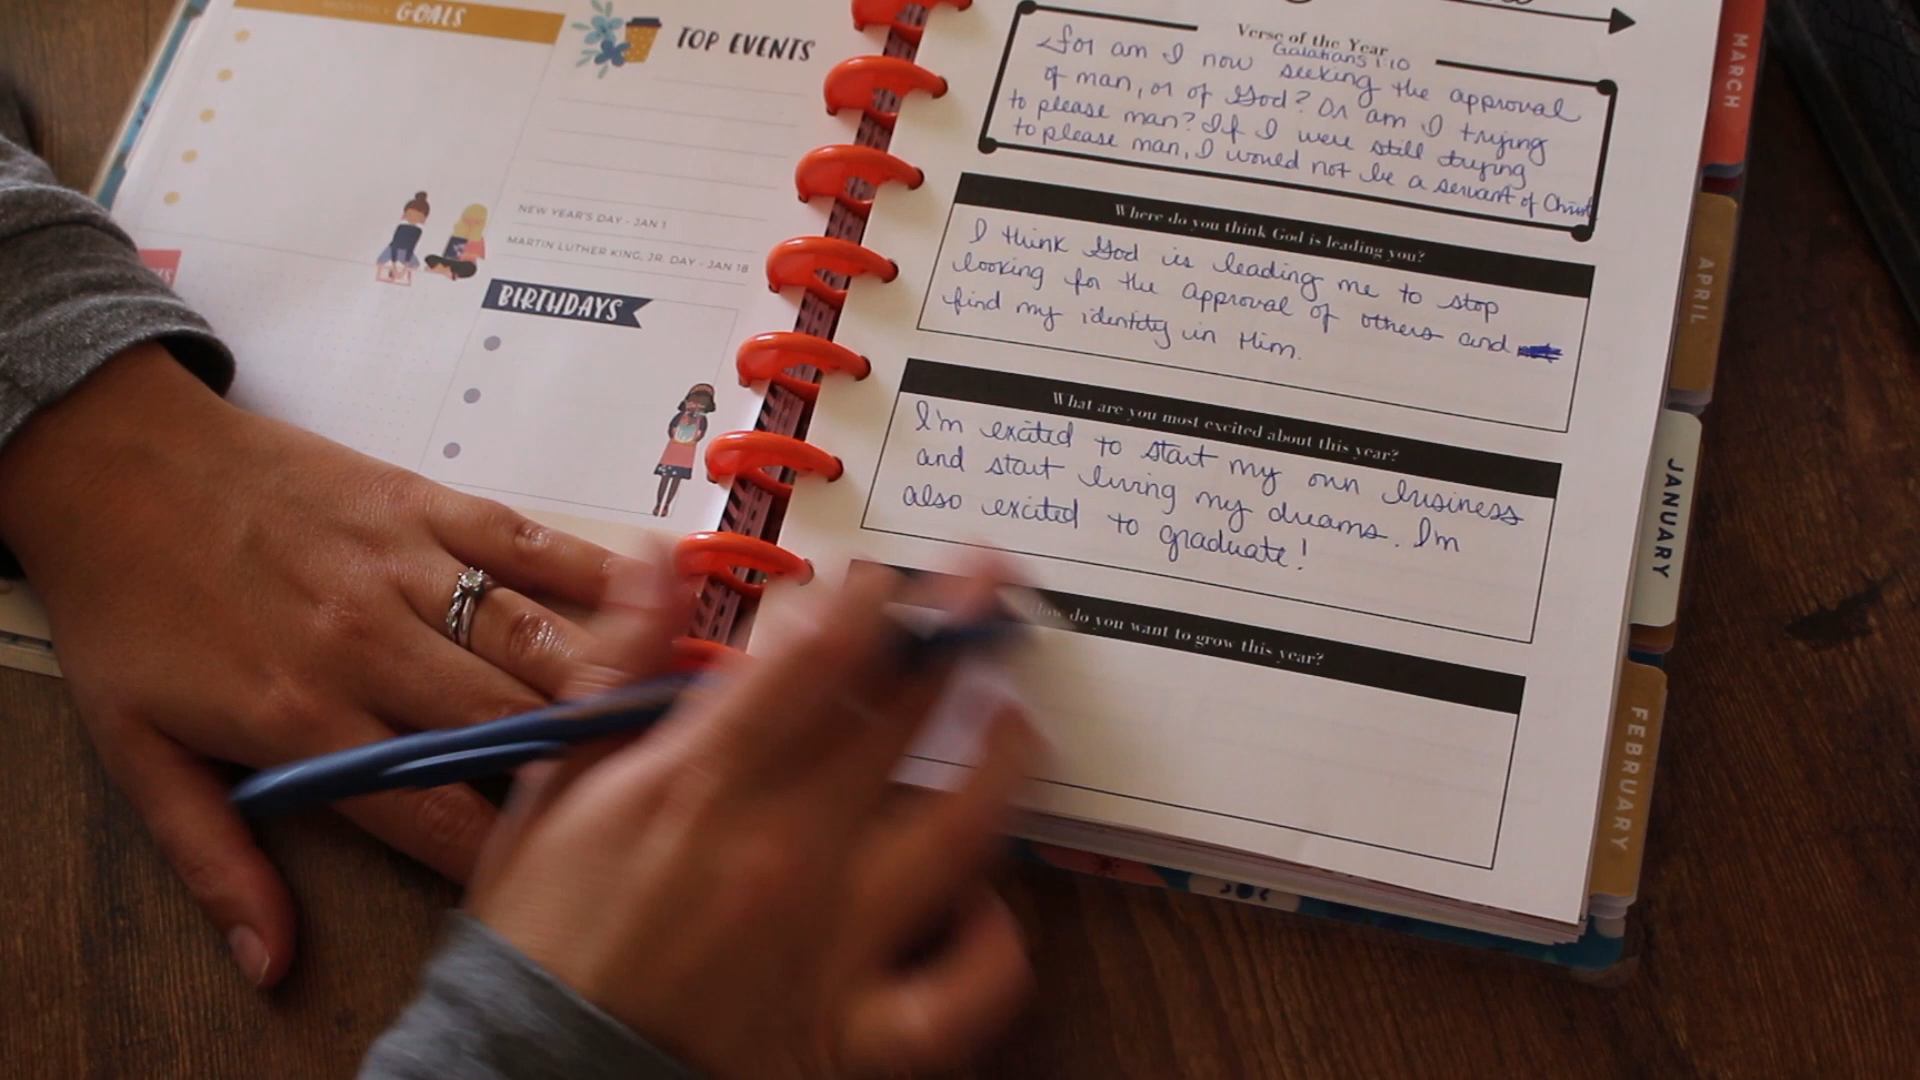 GOALS
TOP EVENTS
NEW YEAR'S DAY - JAN 1
MARTIN LUTHER KING, JR. DAY - JAN 18
BIRTHDAYS
Verse of the Year
Galatians 1:10
for am I now seeking the approval
of man, or of God? Or am I trying
to please man? If I were still trying
to please man, I would not be a servant of Christ
Where do you think God is leading you?
I think God is leading me to stop
looking for the approval of others and
find my identity in Him.
What are you most excited about this year?
I'm excited to start my own business
and start living my dreams. I'm
also excited to graduate!
How do you want to grow this year?
MARCH
APRIL
JANUARY
FEBRUARY